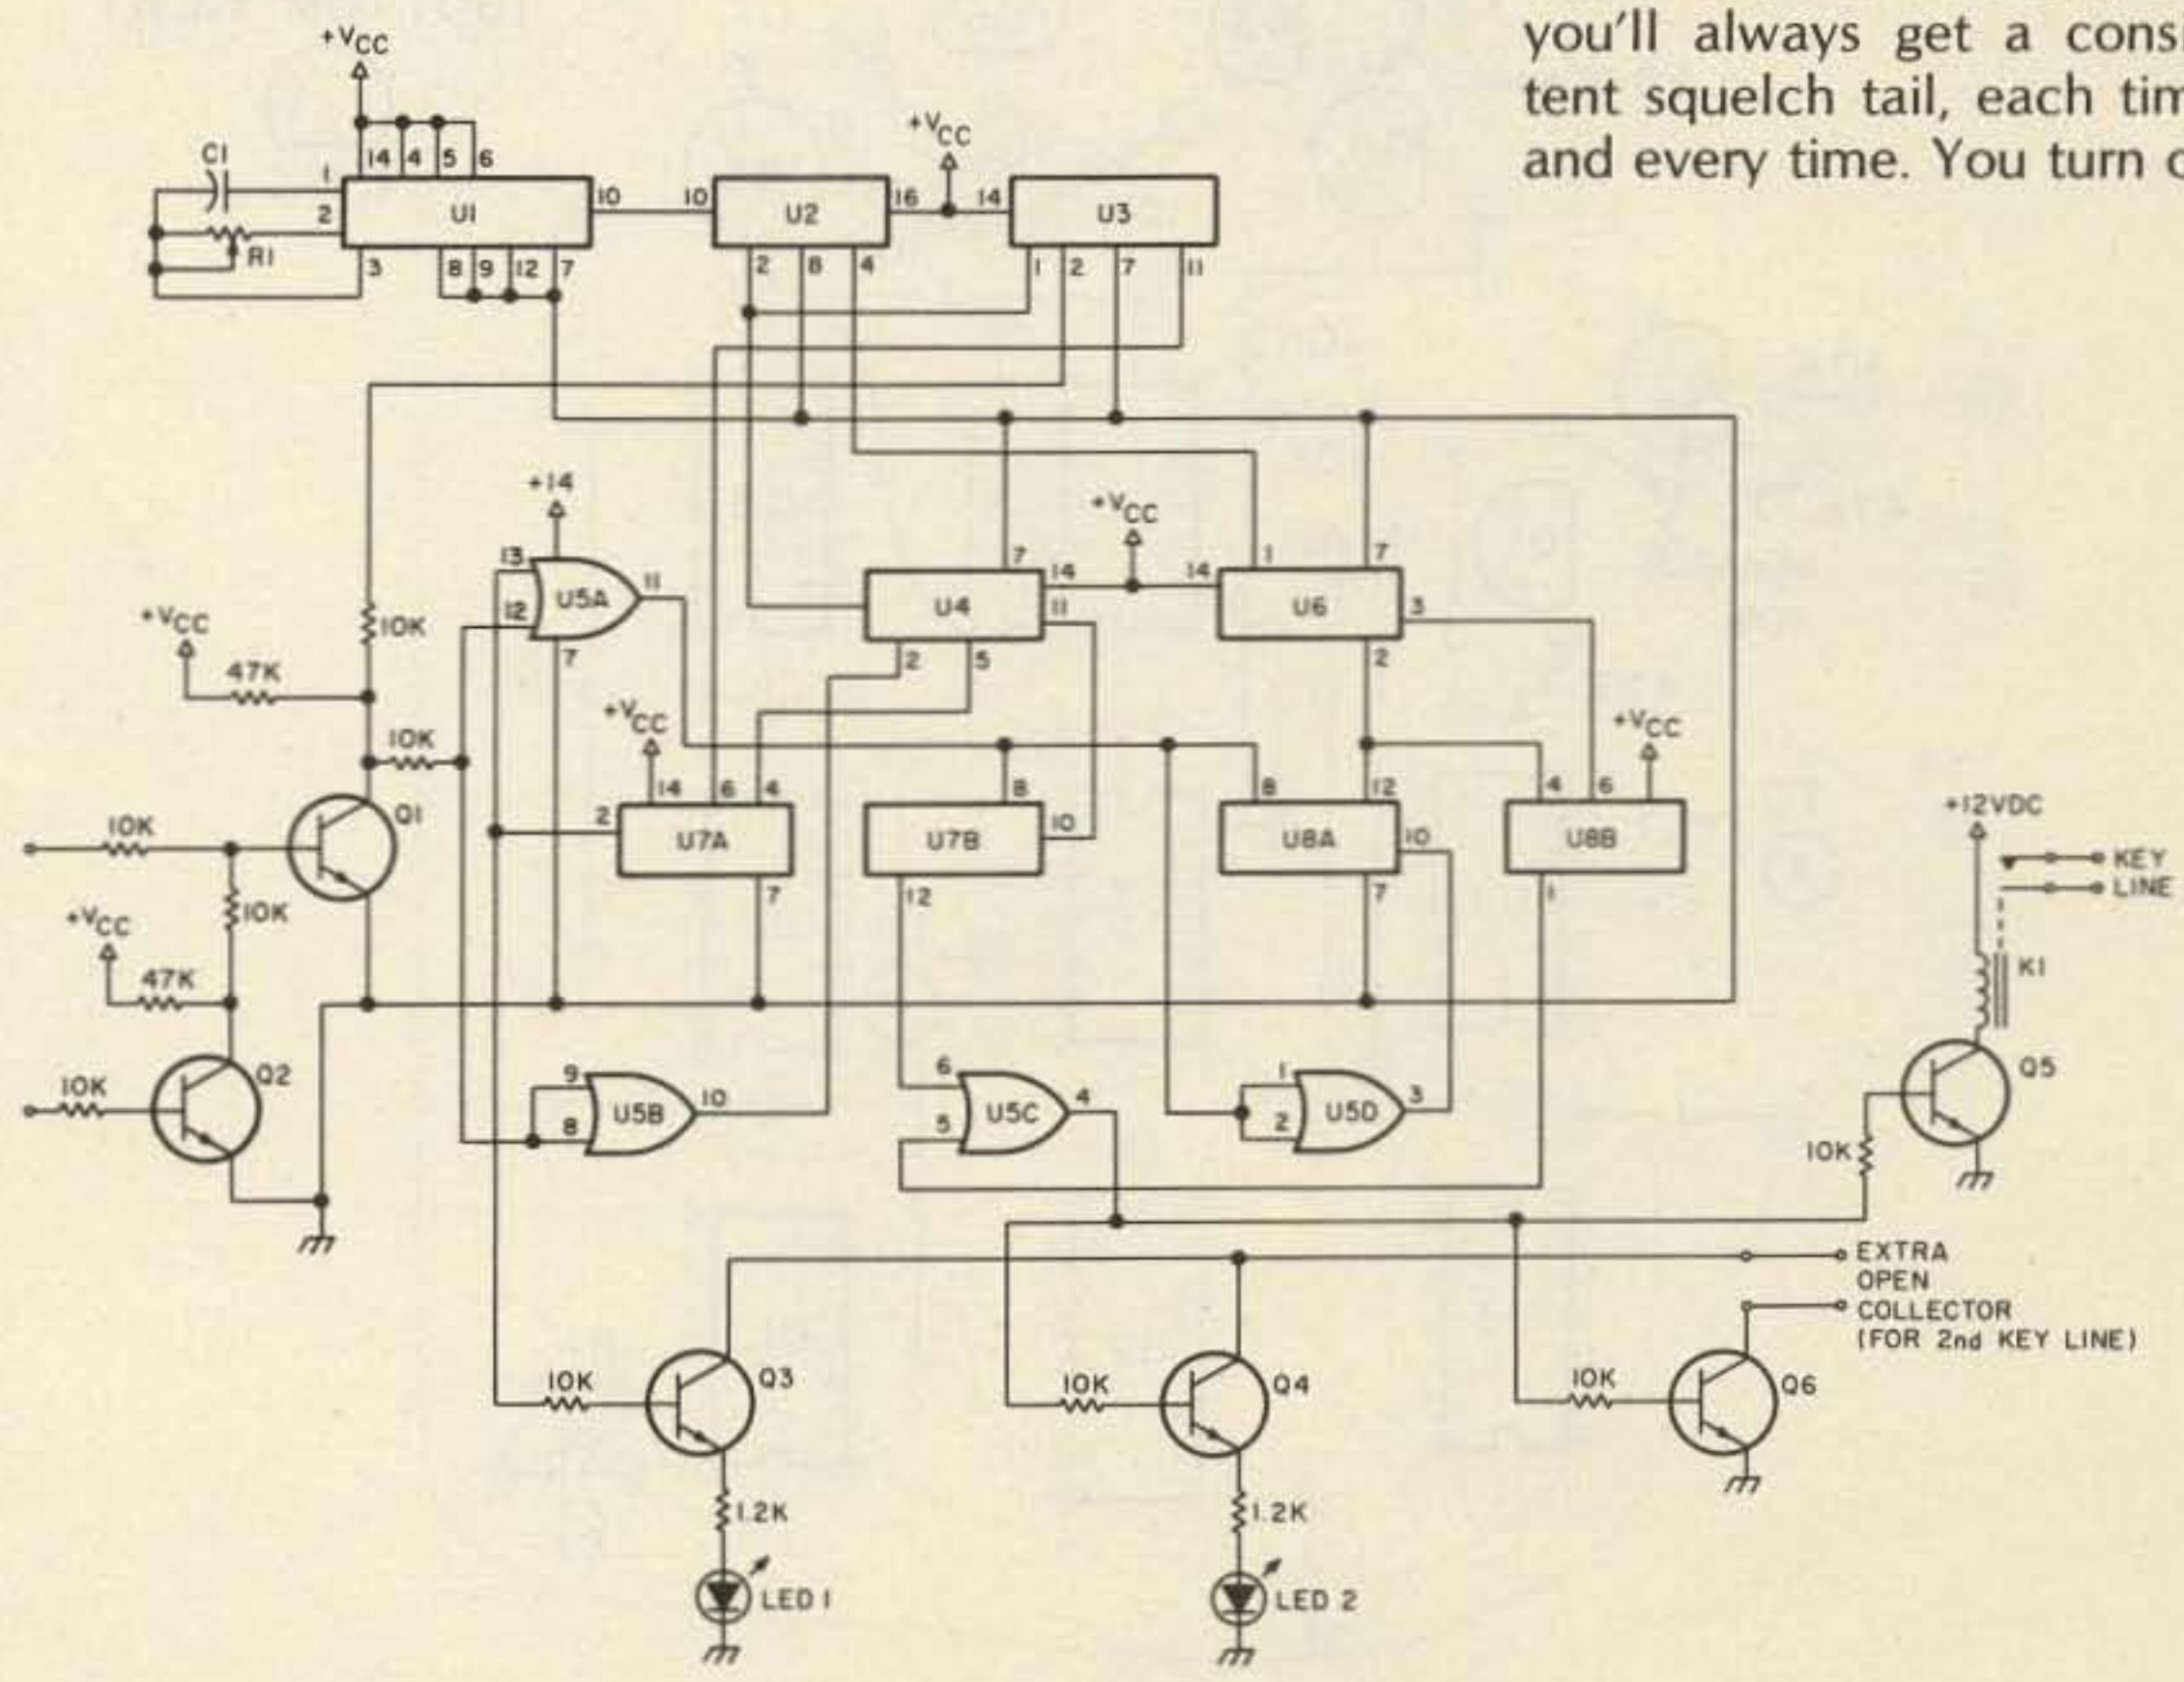 you'll always get a consi
tent squelch tail, each tim
and every time. You turn o
+VCC
+VCC
C1
14 4 5 6
1
2
U1
10
10
U2
16
14
U3
R1
3
8 9 12 7
2 8 4
1 2 7 11
+14
+VCC
13
12
U5A
11
7
7
14
11
U4
2 5
1 7
14
U6
3
2
+VCC
47K
10K
10K
+VCC
14 6 4
2
U7A
7
8
U7B
10
12
8 12
U8A
10
7
+VCC
4 6
U8B
1
10K
Q1
10K
+VCC
47K
10K
Q2
+12VDC
KEY
LINE
K1
Q5
10K
9
8
U5B
10
6
5
U5C
4
1
2
U5D
3
EXTRA
OPEN
COLLECTOR
(FOR 2nd KEY LINE)
10K
Q3
10K
Q4
10K
Q6
1.2K
1.2K
LED 1
LED 2